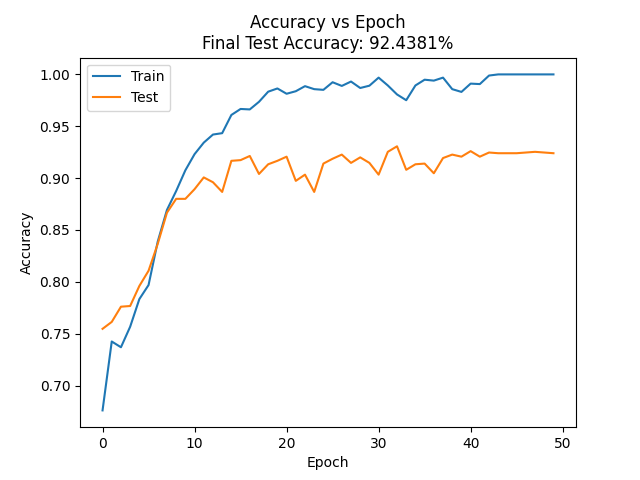 Accuracy vs Epoch
Final Test Accuracy: 92.4381%
Train
Test
1.00
0.95
0.90
0.85
0.80
0.75
0.70
Accuracy
0
10
20
30
40
50
Epoch